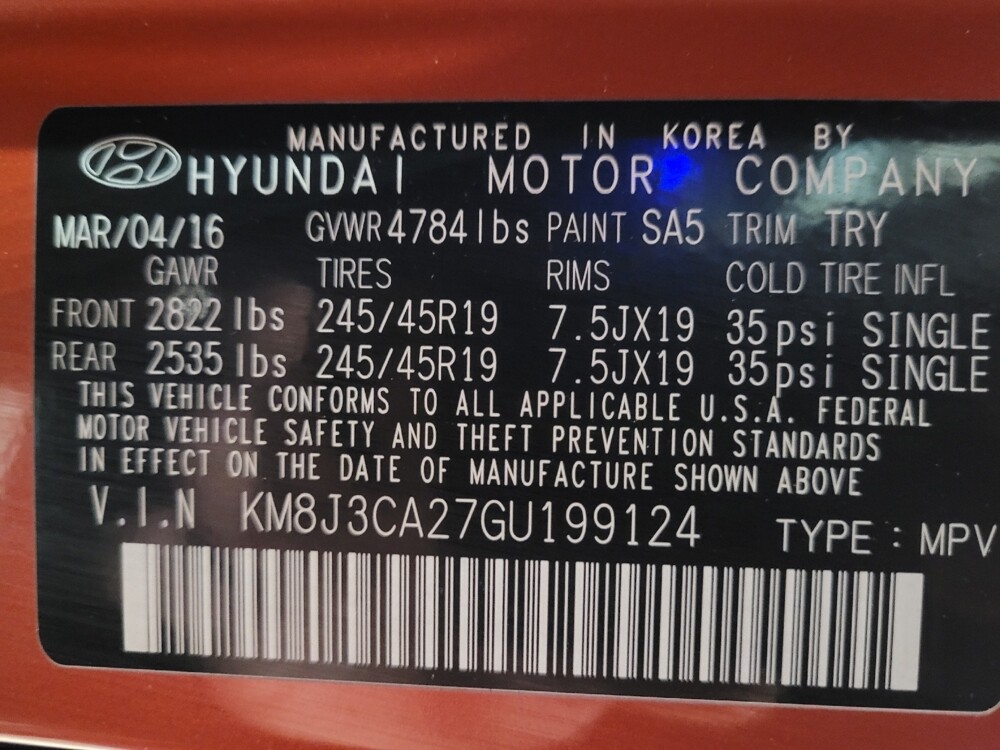 MANUFACTURED IN KOREA BY
HYUNDAI MOTOR COMPANY
MAR/04/16 GVWR 4784 lbs PAINT SA5 TRIM TRY
GAWR TIRES RIMS COLD TIRE INFL
FRONT 2822 lbs 245/45R19 7.5JX19 35psi SINGLE
REAR 2535 lbs 245/45R19 7.5JX19 35psi SINGLE
THIS VEHICLE CONFORMS TO ALL APPLICABLE U.S.A. FEDERAL
MOTOR VEHICLE SAFETY AND THEFT PREVENTION STANDARDS
IN EFFECT ON THE DATE OF MANUFACTURE SHOWN ABOVE
V.I.N KM8J3CA27GU199124 TYPE : MPV